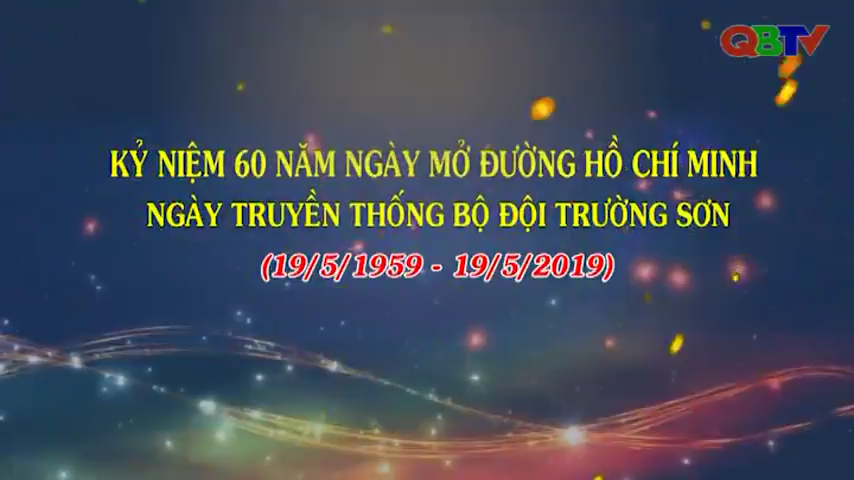 QBTV
KỶ NIỆM 60 NĂM NGÀY MỞ ĐƯỜNG HỒ CHÍ MINH
NGÀY TRUYỀN THỐNG BỘ ĐỘI TRƯỜNG SƠN
(19/5/1959 - 19/5/2019)